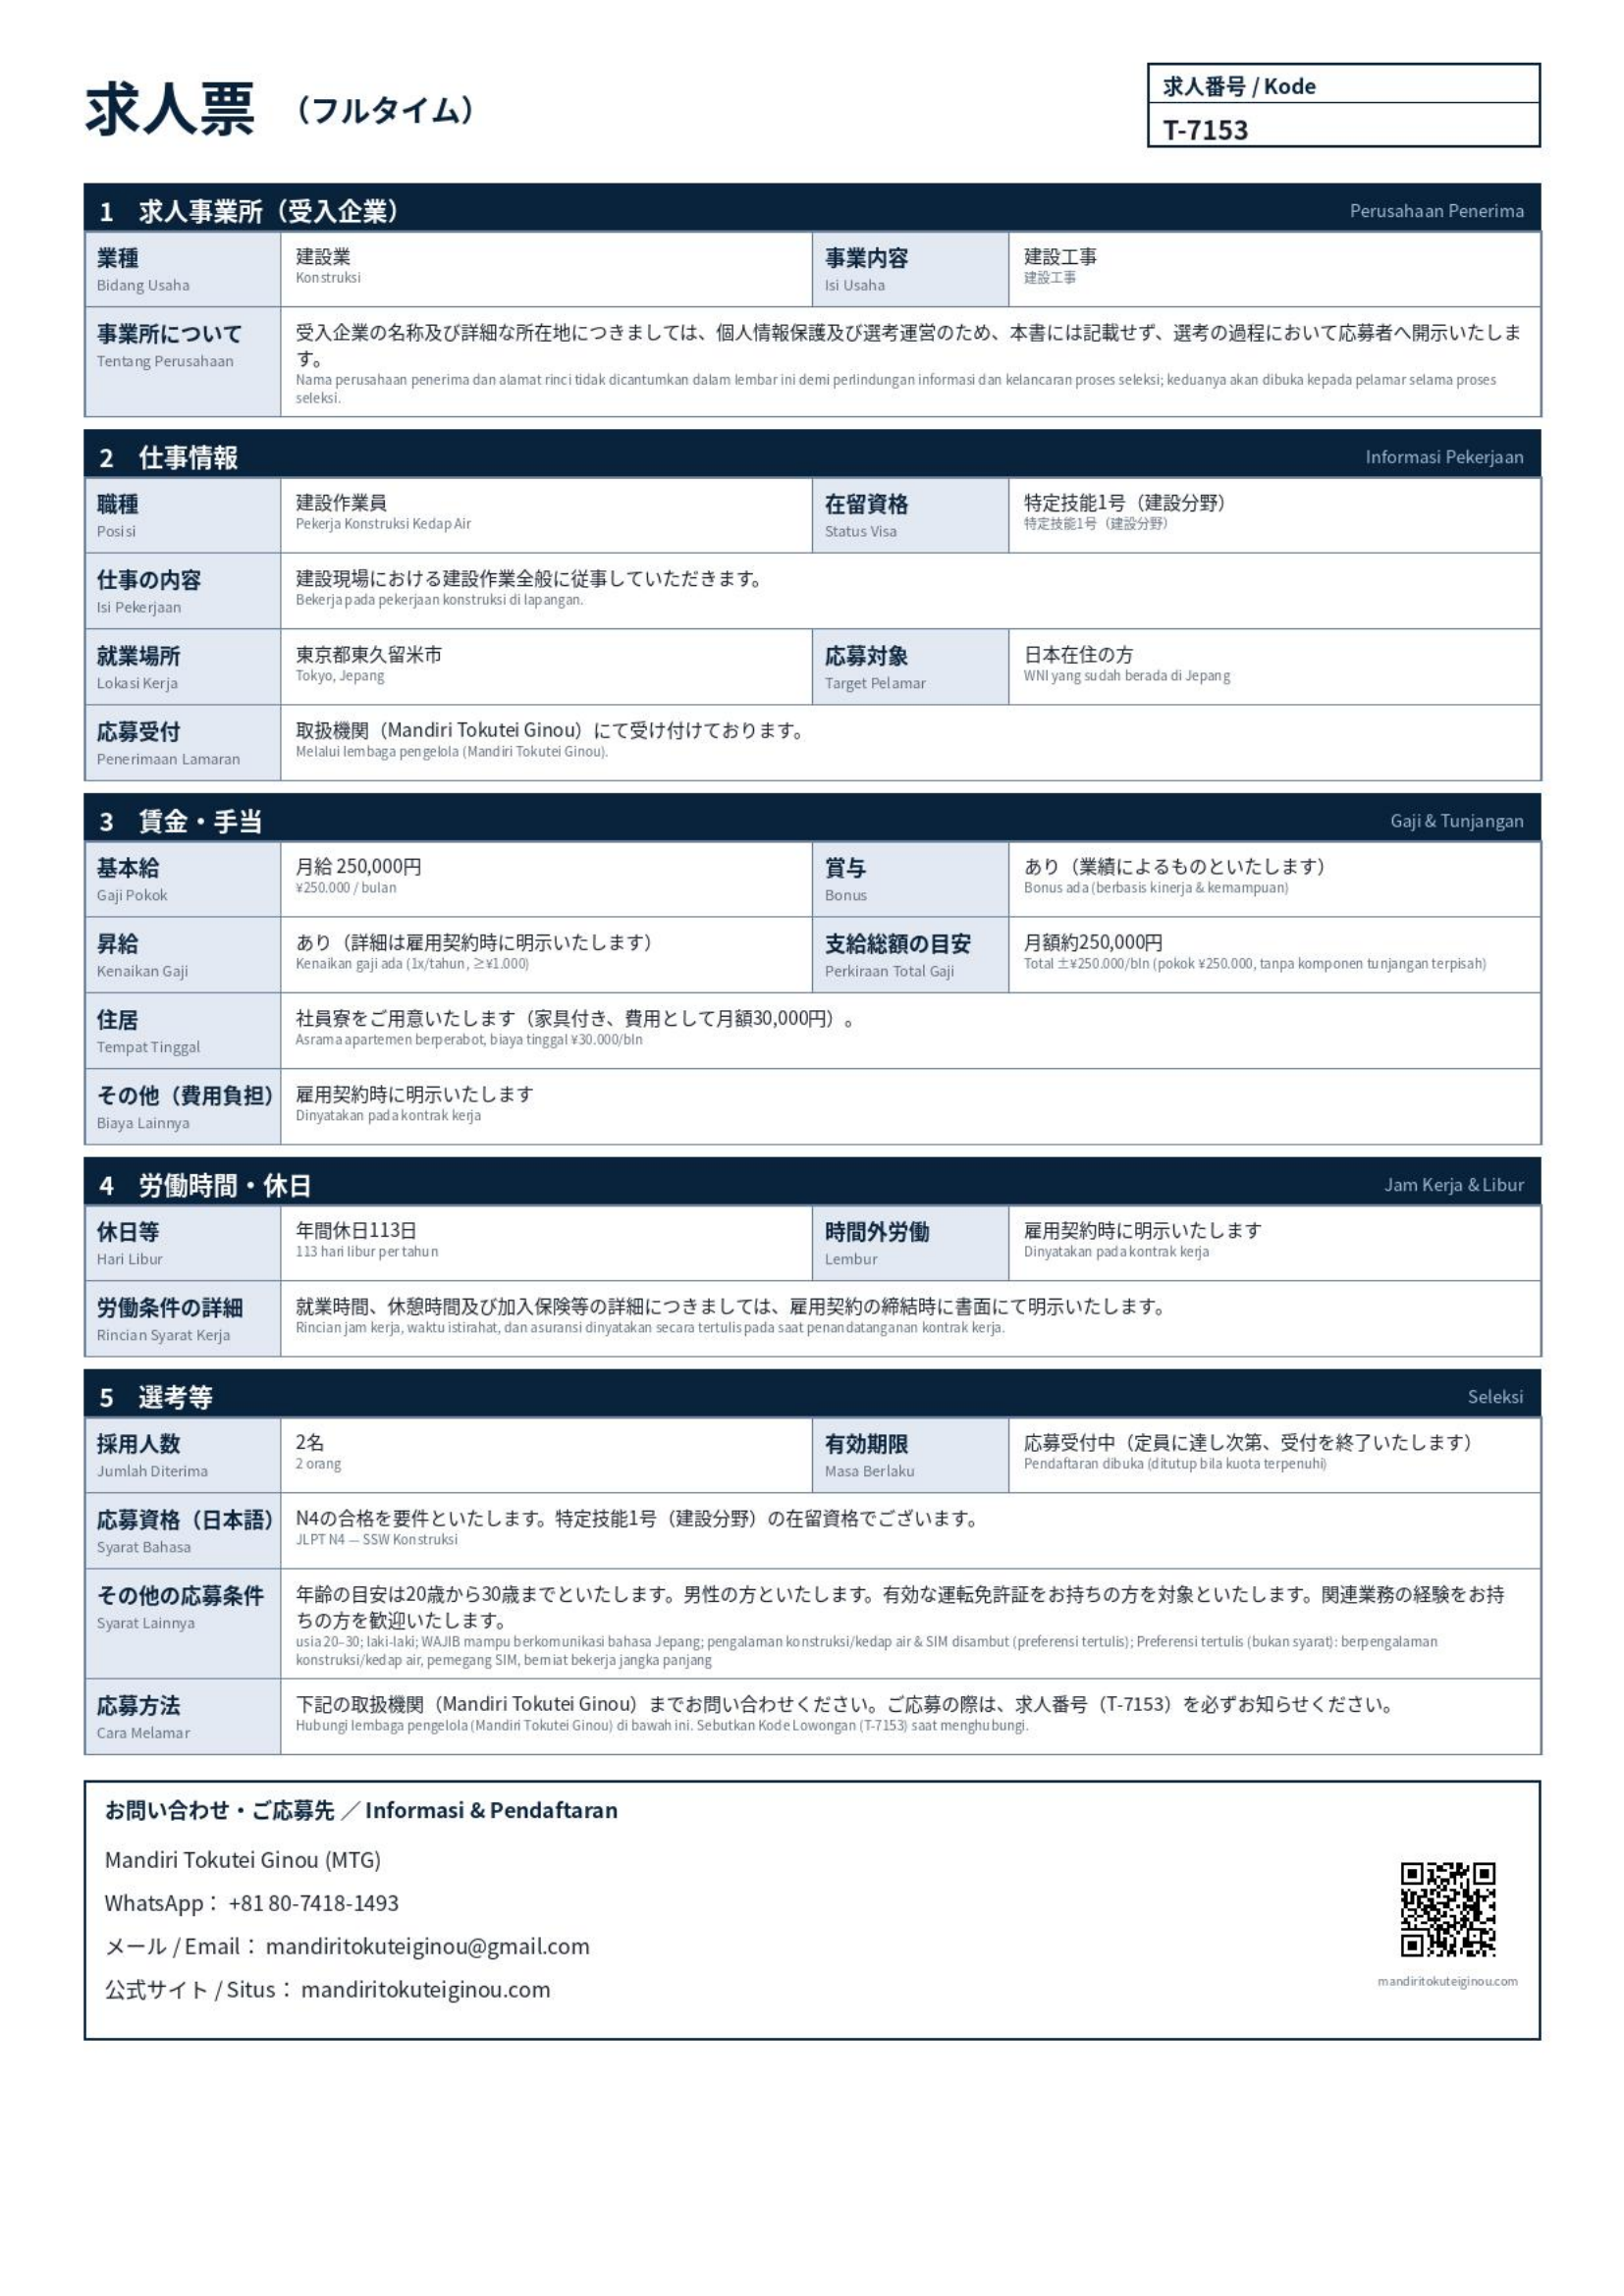 求人票 （フルタイム）
求人番号 / Kode
T-7153
1 求人事業所（受入企業） Perusahaan Penerima
業種 建設業 事業内容 建設工事
Bidang Usaha Konstruksi Isi Usaha 建設工事
事業所について 受入企業の名称及び詳細な所在地につきましては、個人情報保護及び選考運営のため、本書には記載せず、選考の過程において応募者へ開示いたしま
す。
Tentang Perusahaan
Nama perusahaan penerima dan alamat rinci tidak dicantumkan dalam lembar ini demi perlindungan informasi dan kelancaran proses seleksi; keduanya akan dibuka kepada pelamar selama proses
seleksi.
2 仕事情報 Informasi Pekerjaan
職種 建設作業員 在留資格 特定技能1号（建設分野）
Posisi Pekerja Konstruksi Kedap Air Status Visa 特定技能1号（建設分野）
仕事の内容 建設現場における建設作業全般に従事していただきます。
Isi Pekerjaan Bekerja pada pekerjaan konstruksi di lapangan.
就業場所 東京都東久留米市 応募対象 日本在住の方
Lokasi Kerja Tokyo, Jepang Target Pelamar WNI yang sudah berada di Jepang
応募受付 取扱機関（Mandiri Tokutei Ginou）にて受け付けております。
Penerimaan Lamaran Melalui lembaga pengelola (Mandiri Tokutei Ginou).
3 賃金・手当 Gaji & Tunjangan
基本給 月給 250,000円 賞与 あり（業績によるものといたします）
Gaji Pokok ¥250.000 / bulan Bonus Bonus ada (berbasis kinerja & kemampuan)
昇給 あり（詳細は雇用契約時に明示いたします） 支給総額の目安 月額約250,000円
Kenaikan Gaji Kenaikan gaji ada (1x/tahun, ≥¥1.000) Perkiraan Total Gaji Total ±¥250.000/bln (pokok ¥250.000, tanpa komponen tunjangan terpisah)
住居 社員寮をご用意いたします（家具付き、費用として月額30,000円）。
Tempat Tinggal Asrama apartemen berperabot, biaya tinggal ¥30.000/bln
その他（費用負担） 雇用契約時に明示いたします
Biaya Lainnya Dinyatakan pada kontrak kerja
4 労働時間・休日 Jam Kerja & Libur
休日等 年間休日113日 時間外労働 雇用契約時に明示いたします
Hari Libur 113 hari libur per tahun Lembur Dinyatakan pada kontrak kerja
労働条件の詳細 就業時間、休憩時間及び加入保険等の詳細につきましては、雇用契約の締結時に書面にて明示いたします。
Rincian Syarat Kerja Rincian jam kerja, waktu istirahat, dan asuransi dinyatakan secara tertulis pada saat penandatanganan kontrak kerja.
5 選考等 Seleksi
採用人数 2名 有効期限 応募受付中（定員に達し次第、受付を終了いたします）
Jumlah Diterima 2 orang Masa Berlaku Pendaftaran dibuka (ditutup bila kuota terpenuhi)
応募資格（日本語） N4の合格を要件といたします。特定技能1号（建設分野）の在留資格でございます。
Syarat Bahasa JLPT N4 — SSW Konstruksi
その他の応募条件 年齢の目安は20歳から30歳までといたします。男性の方といたします。有効な運転免許証をお持ちの方を対象といたします。関連業務の経験をお持
ちの方を歓迎いたします。
Syarat Lainnya
usia 20–30; laki-laki; WAJIB mampu berkomunikasi bahasa Jepang; pengalaman konstruksi/kedap air & SIM disambut (preferensi tertulis); Preferensi tertulis (bukan syarat): berpengalaman
konstruksi/kedap air, pemegang SIM, berniat bekerja jangka panjang
応募方法 下記の取扱機関（Mandiri Tokutei Ginou）までお問い合わせください。ご応募の際は、求人番号（T-7153）を必ずお知らせください。
Cara Melamar Hubungi lembaga pengelola (Mandiri Tokutei Ginou) di bawah ini. Sebutkan Kode Lowongan (T-7153) saat menghubungi.
お問い合わせ・ご応募先 ／ Informasi & Pendaftaran
Mandiri Tokutei Ginou (MTG)
WhatsApp： +81 80-7418-1493
メール / Email： mandiritokuteiginou@gmail.com
公式サイト / Situs： mandiritokuteiginou.com
mandiritokuteiginou.com